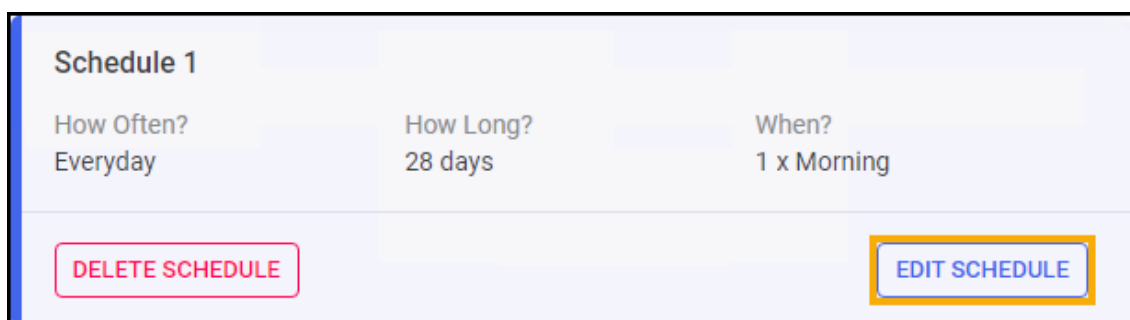 Schedule 1
How Often? How Long? When?
Everyday 28 days 1 x Morning
DELETE SCHEDULE EDIT SCHEDULE